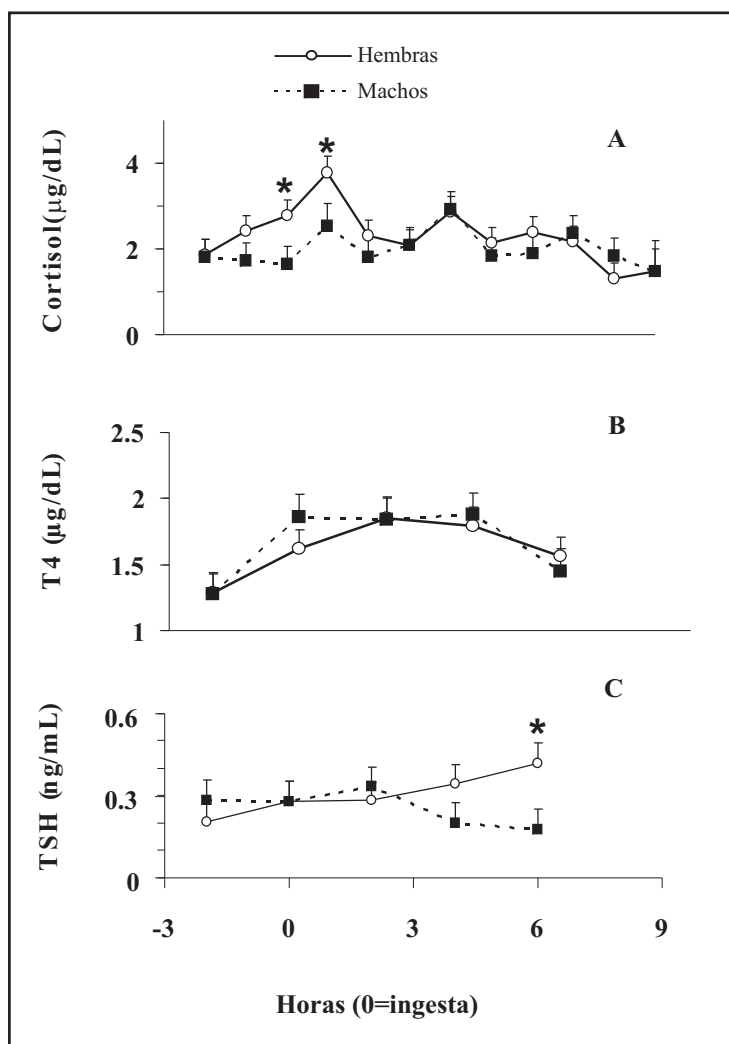 Hembras
Machos
A
Cortisol(µg/dL)
4
*
*
2
0
B
T4 (µg/dL)
2.5
2
1.5
1
C
TSH (ng/mL)
0.6
*
0.3
0
-3 0 3 6 9
Horas (0=ingesta)